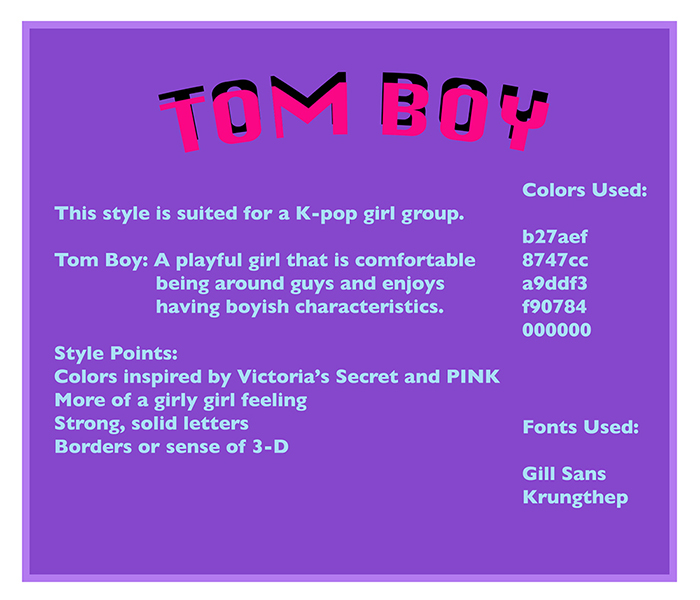 TOM BOY
This style is suited for a K-pop girl group.
Tom Boy: A playful girl that is comfortable
being around guys and enjoys
having boyish characteristics.
Style Points:
Colors inspired by Victoria’s Secret and PINK
More of a girly girl feeling
Strong, solid letters
Borders or sense of 3-D
Colors Used:
b27aef
8747cc
a9ddf3
f90784
000000
Fonts Used:
Gill Sans
Krungthep